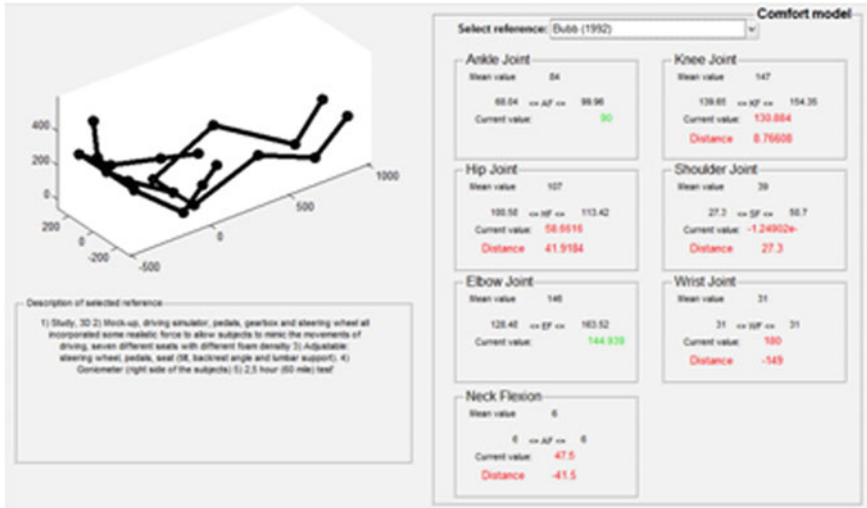 Comfort model
Select reference: Bubb (1992)
400
200
0
200
0
-200
-500
0
500
1000
Description of selected reference
1) Study, 3D 2) Mock-up, driving simulator, pedals, gearbox and steering wheel all
incorporated some realistic force to allow subjects to mimic the movements of
driving, seven different seats with different foam density 3) Adjustable:
steering wheel, pedals, seat (tilt, backrest angle and lumbar support). 4)
Goniometer (right side of the subjects) 5) 2,5 hour (60 mile) test'
Ankle Joint
Mean value 84
68.04 <= AF <= 99.96
Current value: 90
Knee Joint
Mean value 147
139.65 <= KF <= 154.35
Current value: 130.884
Distance 8.76608
Hip Joint
Mean value 107
100.58 <= HF <= 113.42
Current value: 58.6616
Distance 41.9184
Shoulder Joint
Mean value 39
27.3 <= SF <= 50.7
Current value: -1.24902e-
Distance 27.3
Elbow Joint
Mean value 146
128.48 <= EF <= 163.52
Current value: 144.939
Wrist Joint
Mean value 31
31 <= WF <= 31
Current value: 180
Distance -149
Neck Flexion
Mean value 6
6 <= AF <= 6
Current value: 47.5
Distance -41.5